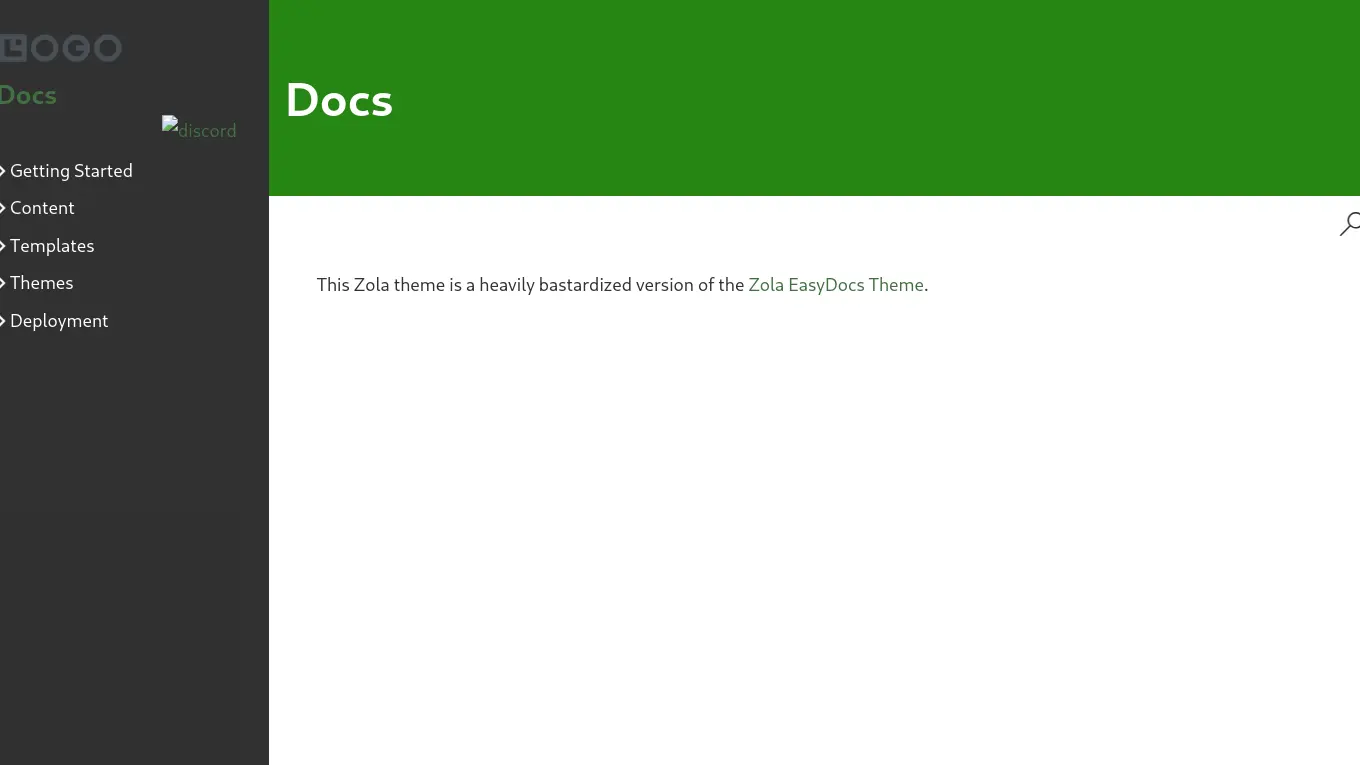 LOGO
Docs
discord
Getting Started
Content
Templates
Themes
Deployment
Docs
This Zola theme is a heavily bastardized version of the Zola EasyDocs Theme.